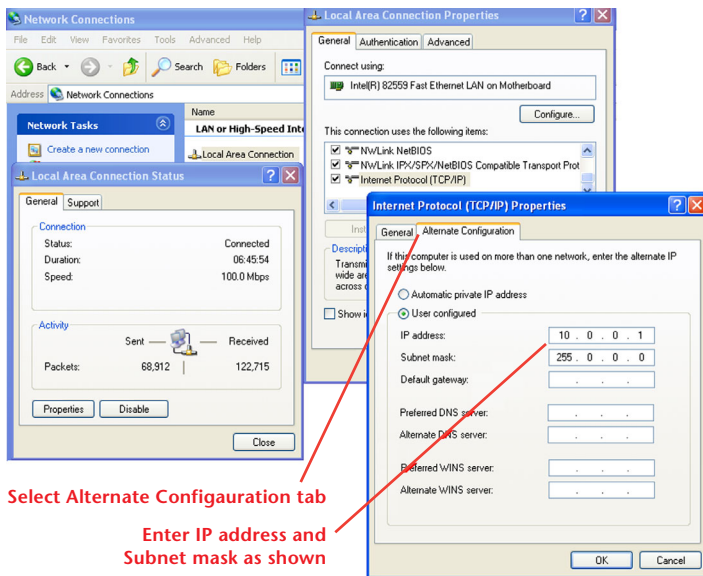 Network Connections
File Edit View Favorites Tools Advanced Help
Back Search Folders
Address Network Connections
Network Tasks
Create a new connection
Name
LAN or High-Speed Inte
Local Area Connection
Local Area Connection Status
General Support
Connection
Status: Connected
Duration: 06:45:54
Speed: 100.0 Mbps
Activity
Sent Received
Packets: 68,912 122,715
Properties Disable
Close
Local Area Connection Properties
General Authentication Advanced
Connect using:
Intel(R) 82559 Fast Ethernet LAN on Motherboard
Configure...
This connection uses the following items:
NWLink NetBIOS
NWLink IPX/SPX/NetBIOS Compatible Transport Prot
Internet Protocol (TCP/IP)
Inst
Descripti
Transmi
wide are
across
Show i
Internet Protocol (TCP/IP) Properties
General Alternate Configuration
If this computer is used on more than one network, enter the alternate IP
settings below.
Automatic private IP address
User configured
IP address: 10 . 0 . 0 . 1
Subnet mask: 255 . 0 . 0 . 0
Default gateway: . . .
Preferred DNS server: . . .
Alternate DNS server: . . .
Preferred WINS server: . . .
Alternate WINS server: . . .
OK Cancel
Select Alternate Configauration tab
Enter IP address and
Subnet mask as shown